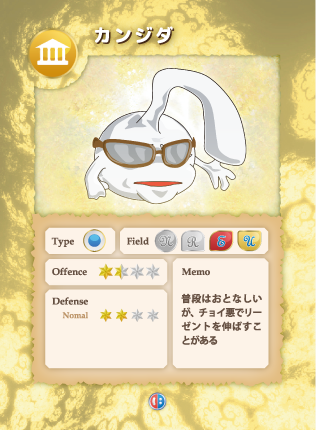 カンジダ
Type
Field
N R C U
Offence
Memo
Defense
Nomal
普段はおとなしい
が、チョイ悪でリー
ゼントを伸ばすこ
とがある